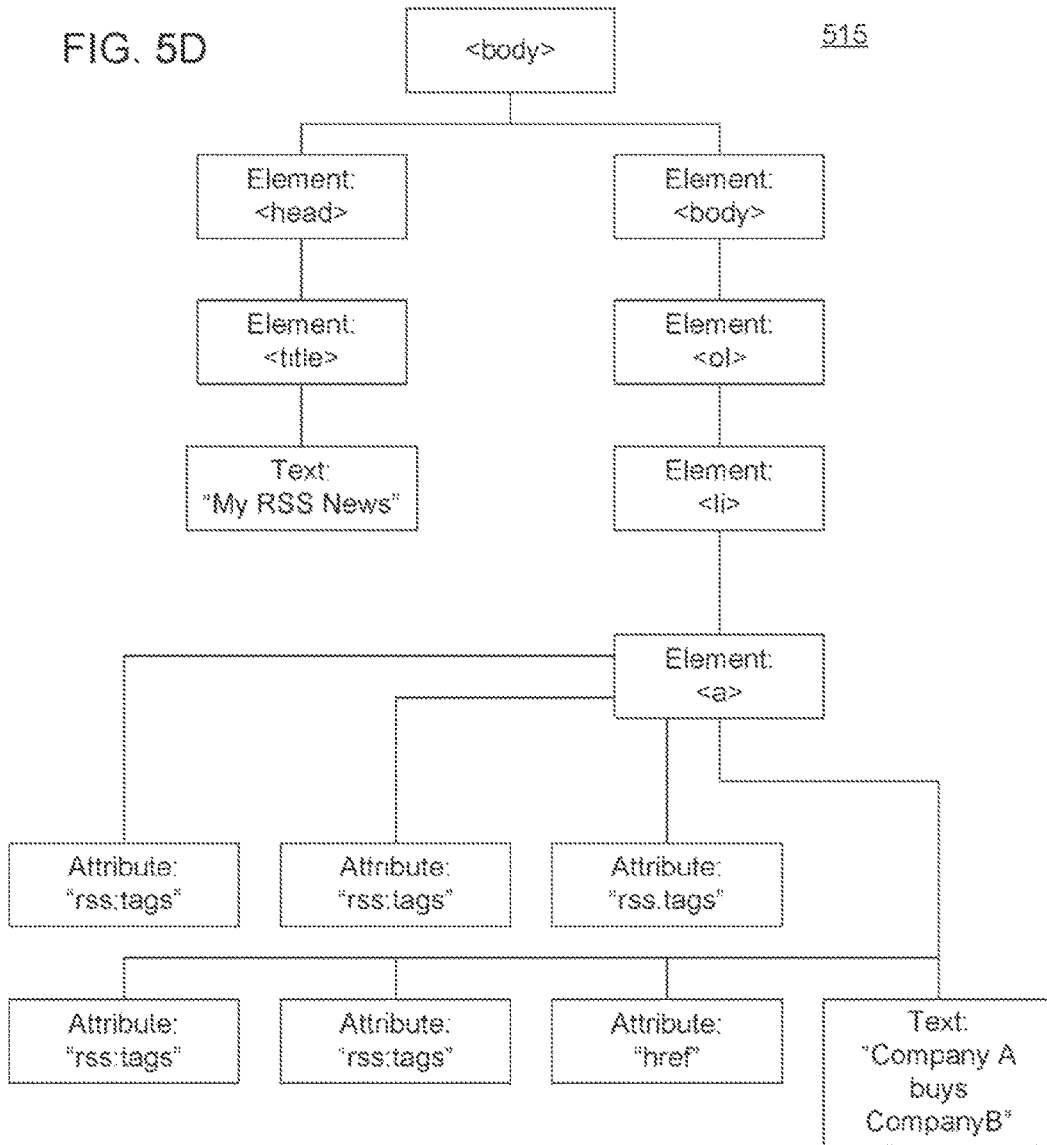 FIG. 5D
515
<body>
Element:
<head>
Element:
<body>
Element:
<title>
Element:
<ol>
Text:
"My RSS News"
Element:
<li>
Element:
<a>
Attribute:
"rss:tags"
Attribute:
"rss:tags"
Attribute:
"rss:tags"
Attribute:
"rss:tags"
Attribute:
"rss:tags"
Attribute:
"href"
Text:
"Company A
buys
CompanyB"